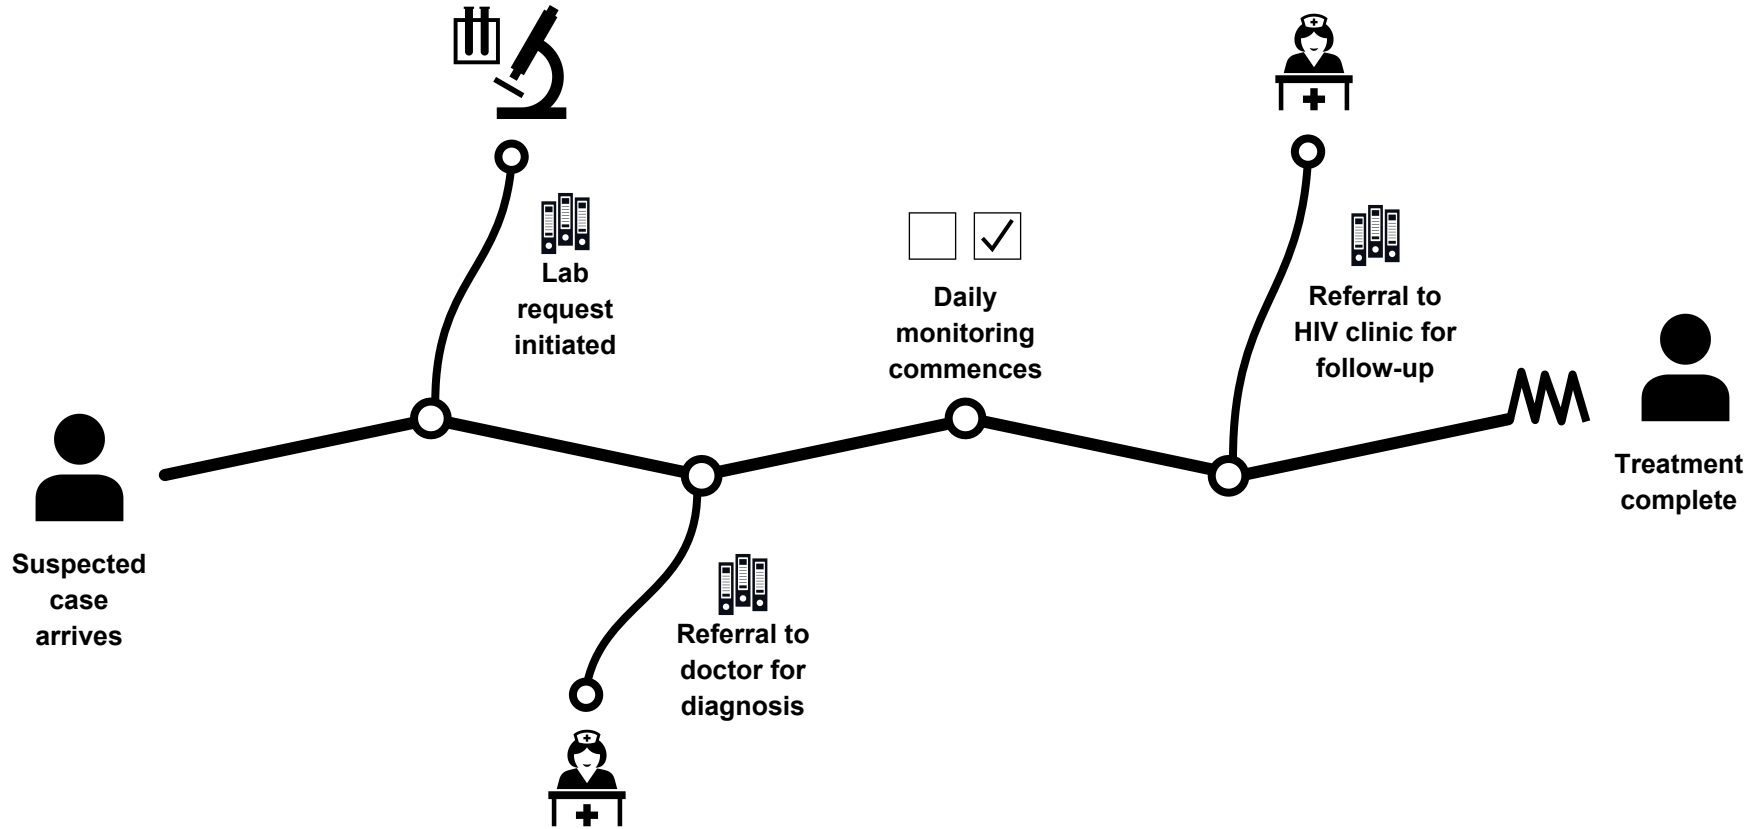 Suspected
case
arrives
Lab
request
initiated
Referral to
doctor for
diagnosis
Daily
monitoring
commences
Referral to
HIV clinic for
follow-up
Treatment
complete